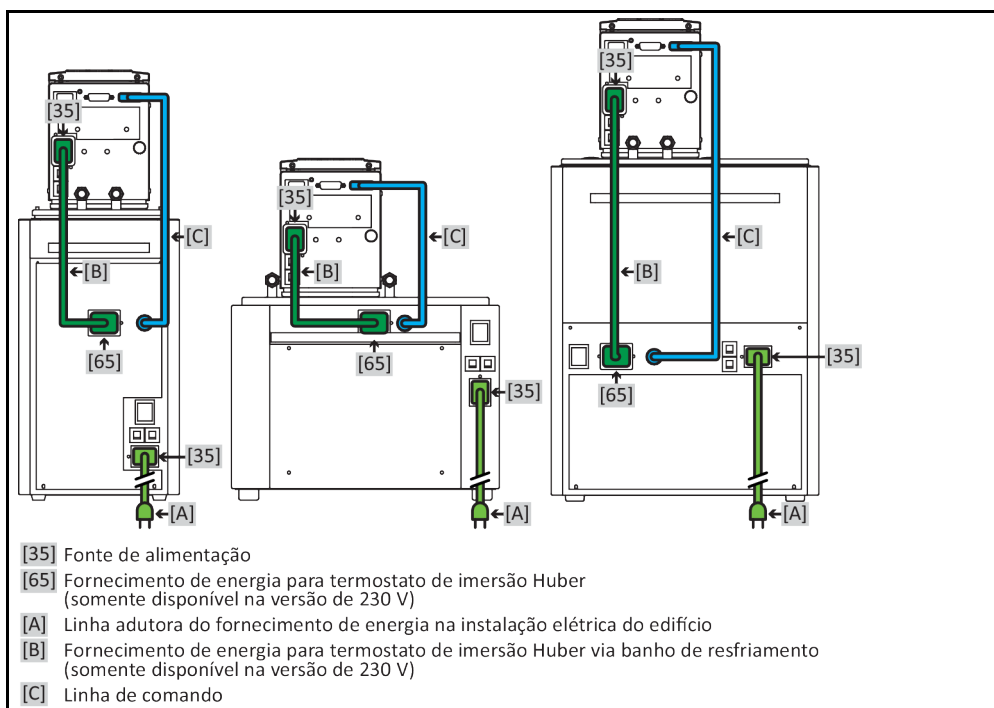 [35]
[35]
[35]
[C]
[C]
[C]
[B]
[B]
[B]
[65]
[65]
[65]
[35]
[35]
[35]
[A]
[A]
[A]
[35] Fonte de alimentação
[65] Fornecimento de energia para termostato de imersão Huber
(somente disponível na versão de 230 V)
[A] Linha adutora do fornecimento de energia na instalação elétrica do edifício
[B] Fornecimento de energia para termostato de imersão Huber via banho de resfriamento
(somente disponível na versão de 230 V)
[C] Linha de comando